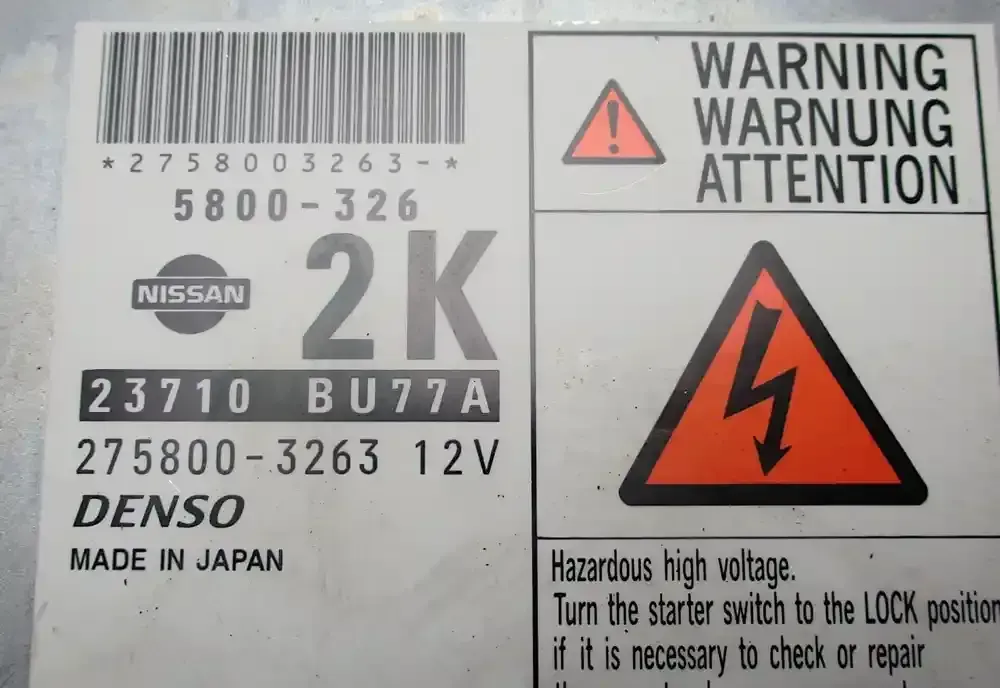 *2758003263-*
5800-326
NISSAN
2K
23710 BU77A
275800-3263 12V
DENSO
MADE IN JAPAN
WARNING
WARNUNG
ATTENTION
Hazardous high voltage.
Turn the starter switch to the LOCK position
if it is necessary to check or repair